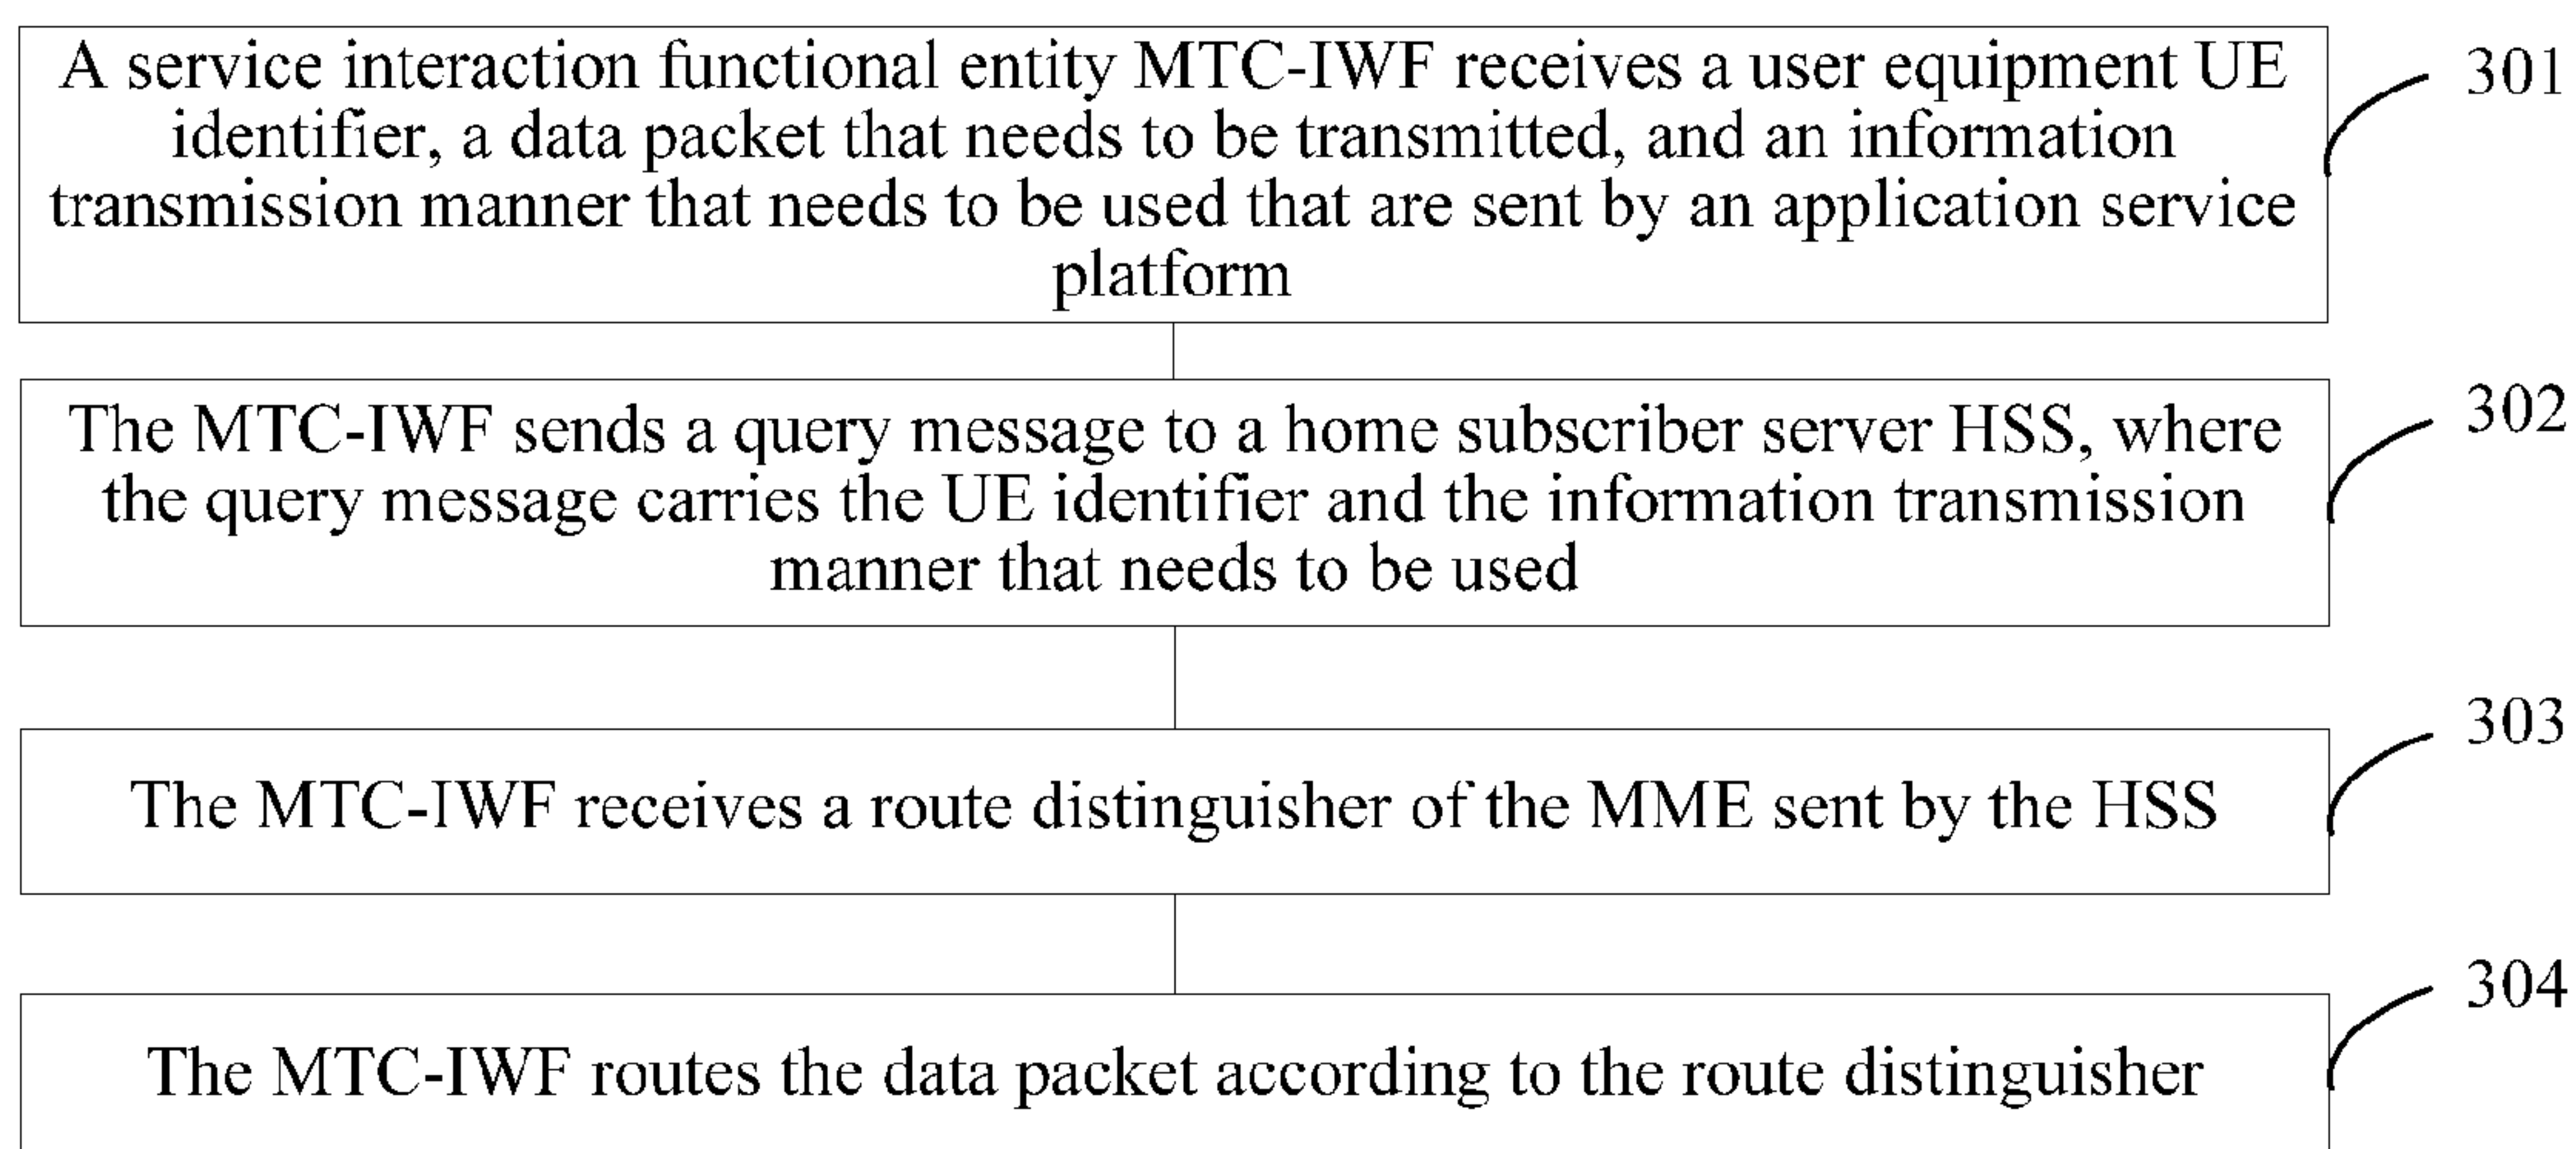 A service interaction functional entity MTC-IWF receives a user equipment UE
identifier, a data packet that needs to be transmitted, and an information
transmission manner that needs to be used that are sent by an application service
platform
301
The MTC-IWF sends a query message to a home subscriber server HSS, where
the query message carries the UE identifier and the information transmission
manner that needs to be used
302
The MTC-IWF receives a route distinguisher of the MME sent by the HSS
303
The MTC-IWF routes the data packet according to the route distinguisher
304